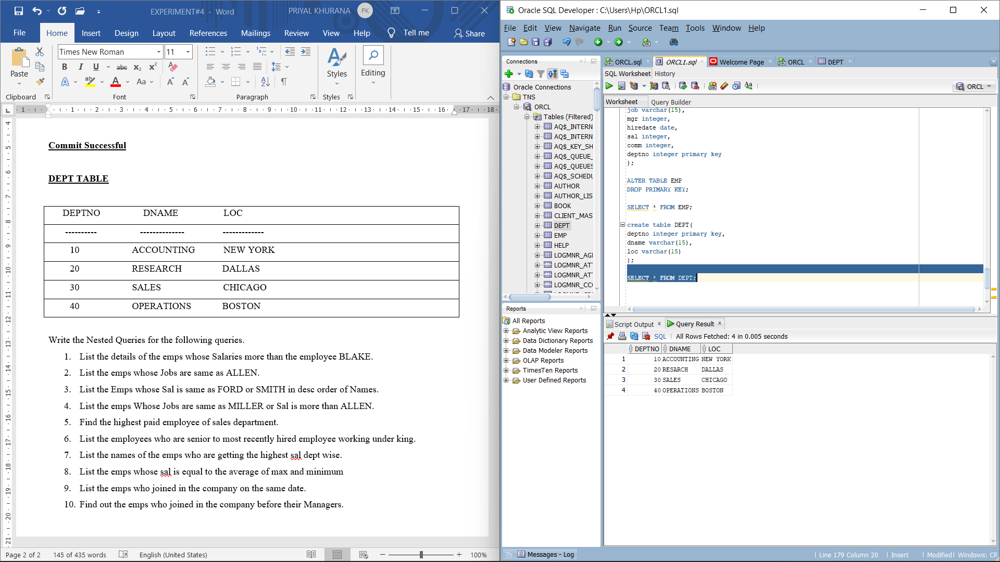 EXPERIMENT#4 - Word
PRIYAL KHURANA PK
File Home Insert Design Layout References Mailings Review View Help Tell me Share
Times New Roman 11
Paste
Styles
Editing
Clipboard Font Paragraph Styles
Commit Successful
DEPT TABLE
DEPTNO DNAME LOC
---------- -------------- -------------
10 ACCOUNTING NEW YORK
20 RESEARCH DALLAS
30 SALES CHICAGO
40 OPERATIONS BOSTON
Write the Nested Queries for the following queries.
1. List the details of the emps whose Salaries more than the employee BLAKE.
2. List the emps whose Jobs are same as ALLEN.
3. List the Emps whose Sal is same as FORD or SMITH in desc order of Names.
4. List the emps Whose Jobs are same as MILLER or Sal is more than ALLEN.
5. Find the highest paid employee of sales department.
6. List the employees who are senior to most recently hired employee working under king.
7. List the names of the emps who are getting the highest sal dept wise.
8. List the emps whose sal is equal to the average of max and minimum
9. List the emps who joined in the company on the same date.
10. Find out the emps who joined in the company before their Managers.
Page 2 of 2 145 of 435 words English (United States) 100%
Oracle SQL Developer : C:\Users\Hp\ORCL1.sql
File Edit View Navigate Run Source Team Tools Window Help
Connections
Oracle Connections
TNS
ORCL
Tables (Filtered)
AQ$_INTERN
AQ$_INTERN
AQ$_KEY_SH
AQ$_QUEUE_
AQ$_QUEUES
AQ$_SCHEDU
AUTHOR
AUTHOR_LIS
BOOK
CLIENT_MAS
DEPT
EMP
HELP
LOGMNR_AGE
LOGMNR_AT
LOGMNR_AT
LOGMNR_CC
Reports
All Reports
Analytic View Reports
Data Dictionary Reports
Data Modeler Reports
OLAP Reports
TimesTen Reports
User Defined Reports
ORCL.sql ORCL1.sql Welcome Page ORCL DEPT
SQL Worksheet History
ORCL
Worksheet Query Builder
job varchar(15),
mgr integer,
hiredate date,
sal integer,
comm integer,
deptno integer primary key
);
ALTER TABLE EMP
DROP PRIMARY KEY;
SELECT * FROM EMP;
create table DEPT(
deptno integer primary key,
dname varchar(15),
loc varchar(15)
);
SELECT * FROM DEPT;
Script Output Query Result
SQL All Rows Fetched: 4 in 0.005 seconds
DEPTNO DNAME LOC
1 10 ACCOUNTING NEW YORK
2 20 RESARCH DALLAS
3 30 SALES CHICAGO
4 40 OPERATIONS BOSTON
Messages - Log
Line 179 Column 20 Insert Modified Windows: CR